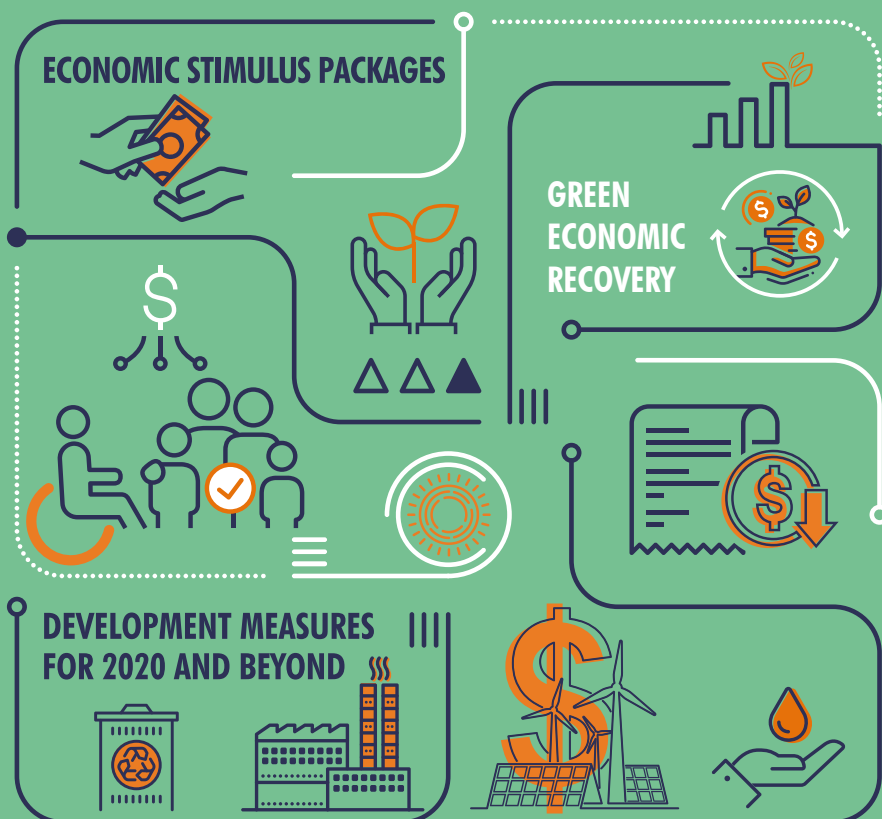 ECONOMIC STIMULUS PACKAGES
GREEN
ECONOMIC
RECOVERY
$
$
$
$
DEVELOPMENT MEASURES
FOR 2020 AND BEYOND
$